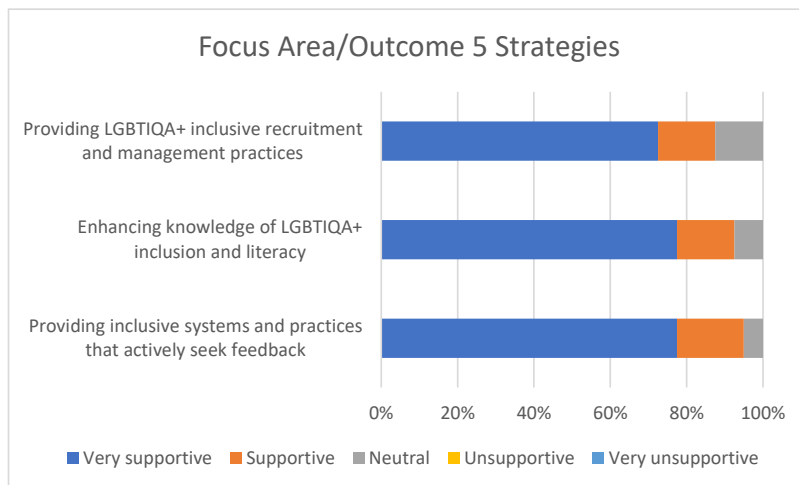 Focus Area/Outcome 5 Strategies
Providing LGBTIQA+ inclusive recruitment
and management practices
Enhancing knowledge of LGBTIQA+
inclusion and literacy
Providing inclusive systems and practices
that actively seek feedback
0% 20% 40% 60% 80% 100%
Very supportive Supportive Neutral Unsupportive Very unsupportive